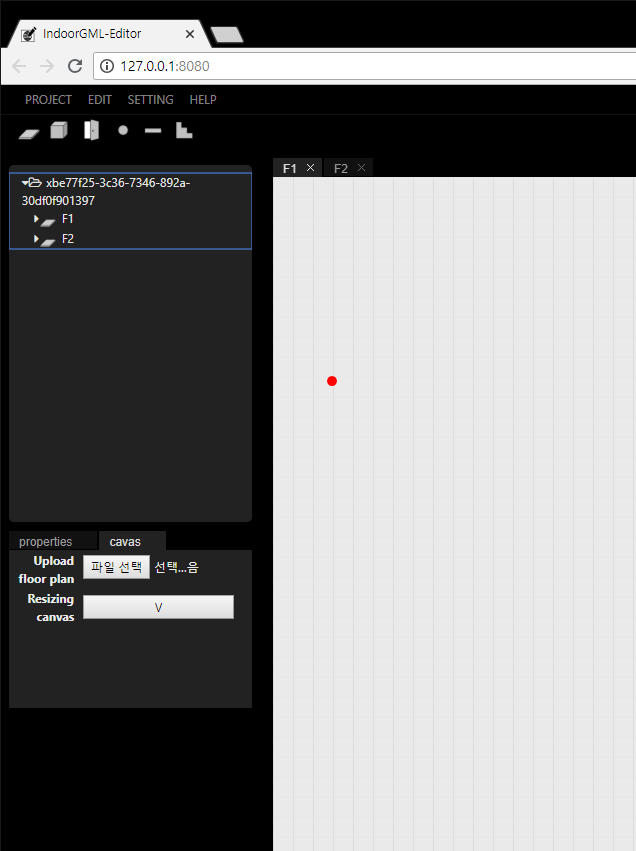 IndoorGML-Editor
127.0.0.1:8080
PROJECT EDIT SETTING HELP
F1 F2
xbe77f25-3c36-7346-892a-
30df0f901397
F1
F2
properties cavas
Upload
floor plan
파일 선택 선택...음
Resizing
canvas
V